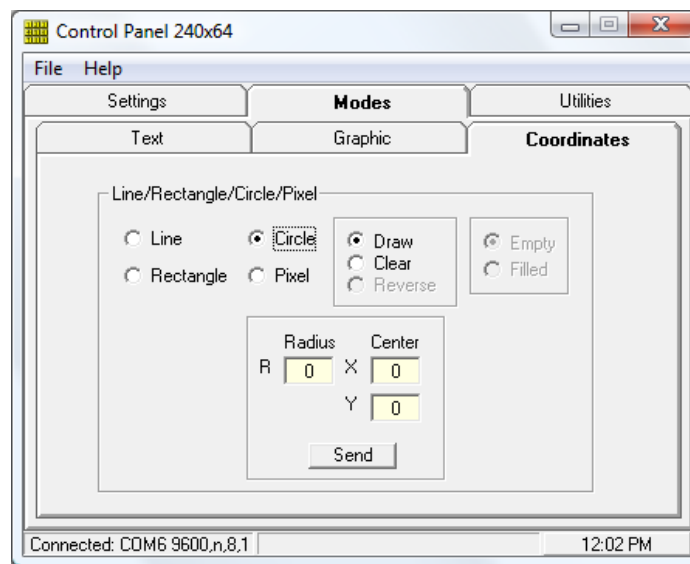 Control Panel 240x64
File Help
Settings Modes Utilities
Text Graphic Coordinates
Line/Rectangle/Circle/Pixel
Line Circle Draw Empty
Clear
Rectangle Pixel Reverse Filled
Radius Center
R 0 X 0
Y 0
Send
Connected: COM6 9600,n,8,1 12:02 PM